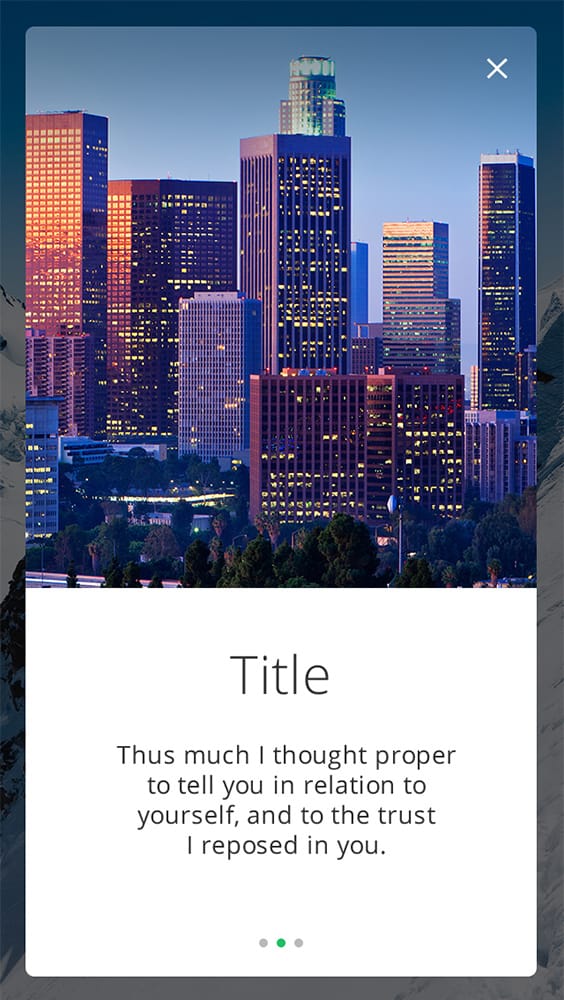 Title
Thus much I thought proper
to tell you in relation to
yourself, and to the trust
I reposed in you.